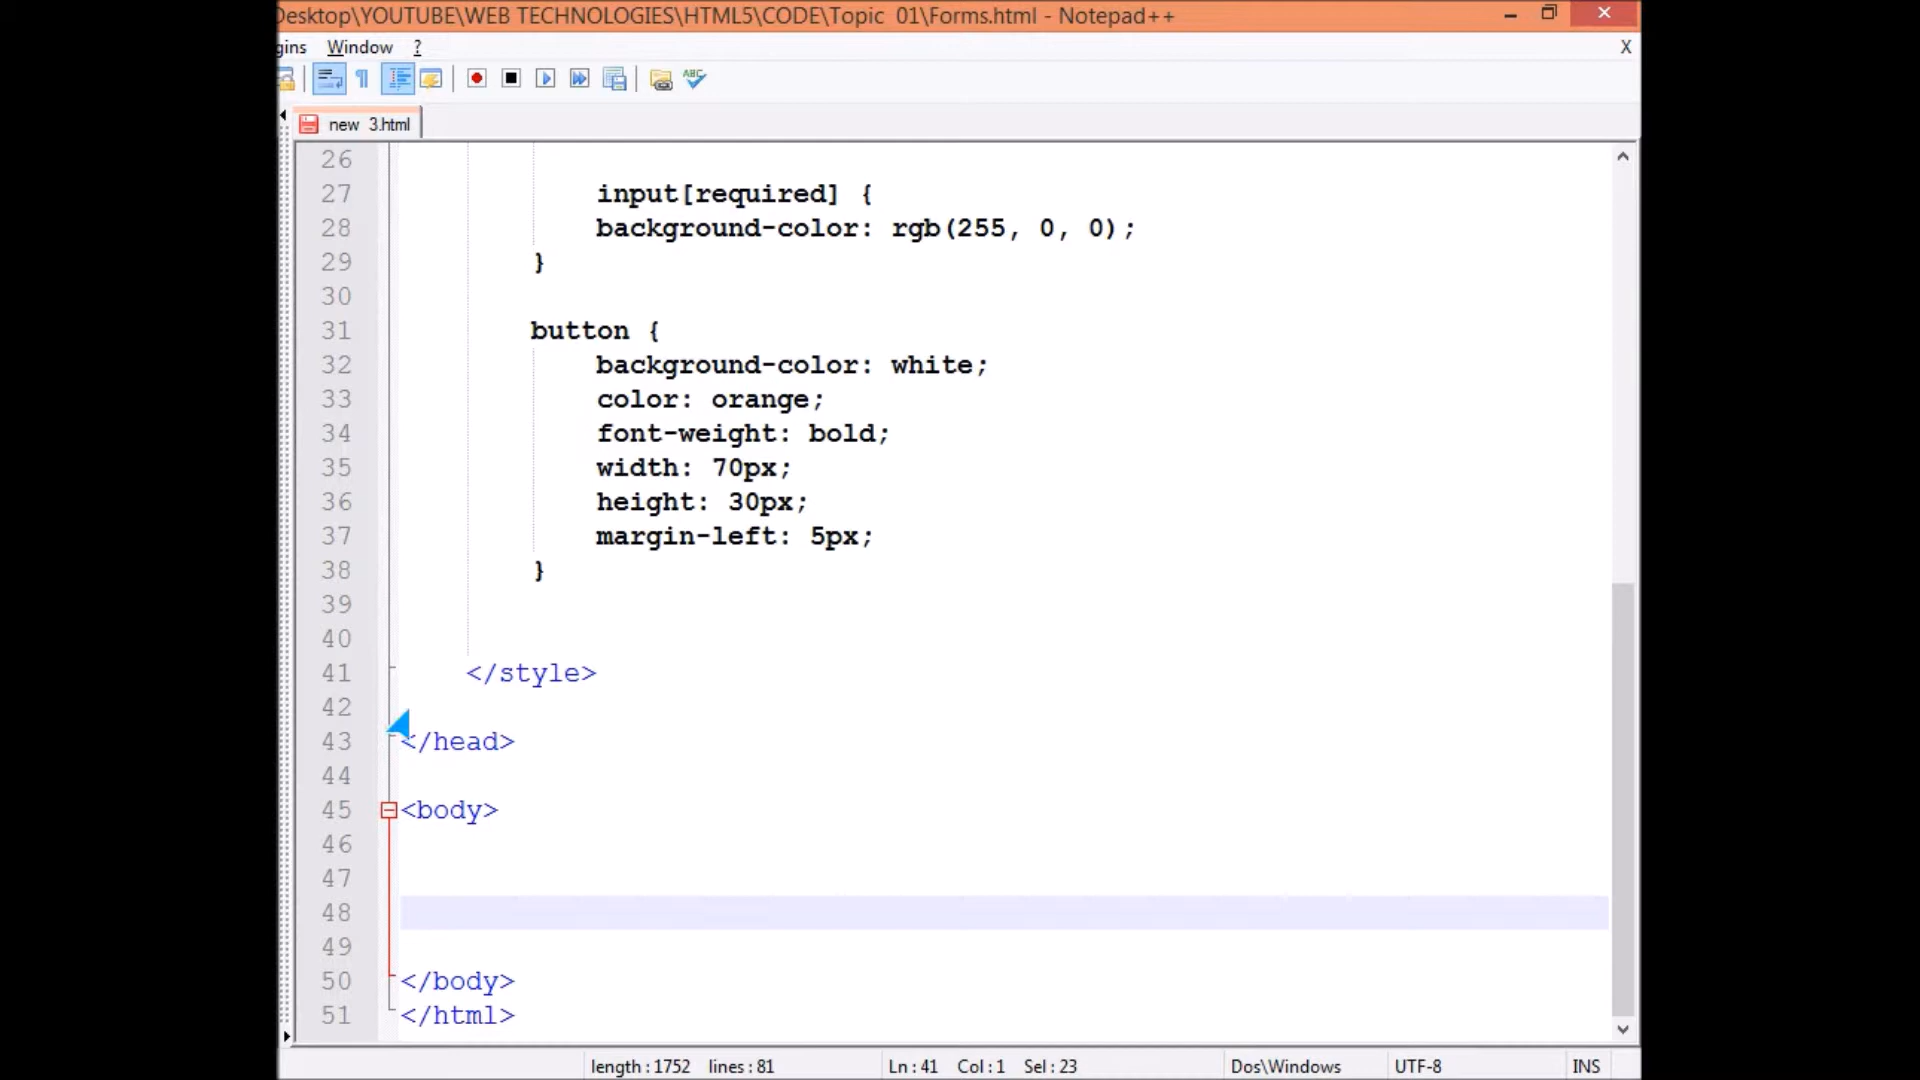 Desktop\YOUTUBE\WEB TECHNOLOGIES\HTML5\CODE\Topic 01\Forms.html - Notepad++
gins Window ?
X
ABC
new 3.html
26
27 input[required] {
28 background-color: rgb(255, 0, 0);
29 }
30
31 button {
32 background-color: white;
33 color: orange;
34 font-weight: bold;
35 width: 70px;
36 height: 30px;
37 margin-left: 5px;
38 }
39
40
41 </style>
42
43 </head>
44
45 <body>
46
47
48
49
50 </body>
51 </html>
length : 1752 lines : 81 Ln : 41 Col : 1 Sel : 23 Dos\Windows UTF-8 INS